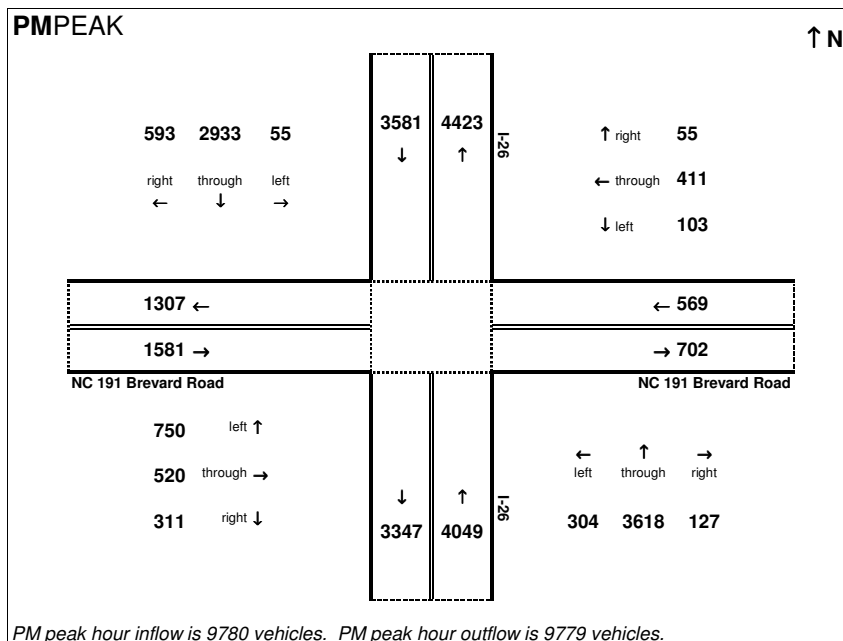 PMPEAK
↑ N
593 2933 55
right through left
← ↓ →
3581 4423
↓ ↑
I-26
↑ right 55
← through 411
↓ left 103
1307 ←
← 569
1581 →
→ 702
NC 191 Brevard Road
NC 191 Brevard Road
750 left ↑
520 through →
311 right ↓
↓ ↑
3347 4049
I-26
← ↑ →
left through right
304 3618 127
PM peak hour inflow is 9780 vehicles. PM peak hour outflow is 9779 vehicles.